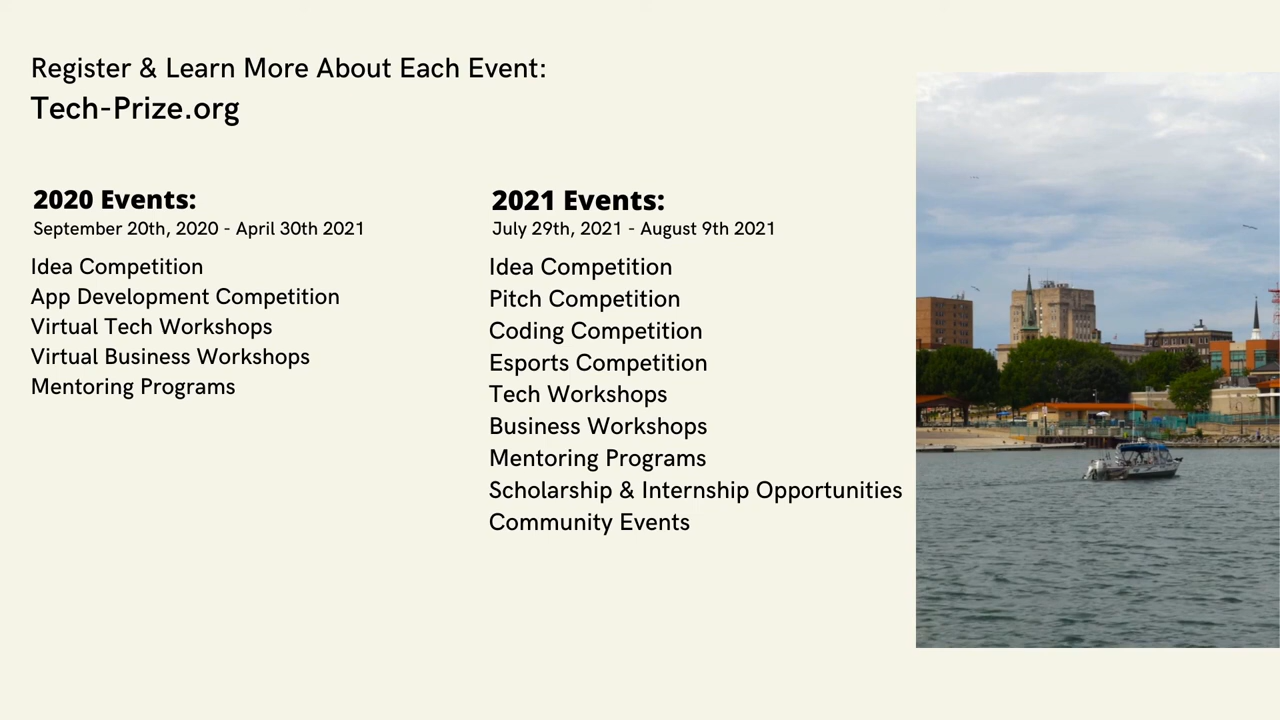 Register & Learn More About Each Event:
Tech-Prize.org
2020 Events:
September 20th, 2020 - April 30th 2021
Idea Competition
App Development Competition
Virtual Tech Workshops
Virtual Business Workshops
Mentoring Programs
2021 Events:
July 29th, 2021 - August 9th 2021
Idea Competition
Pitch Competition
Coding Competition
Esports Competition
Tech Workshops
Business Workshops
Mentoring Programs
Scholarship & Internship Opportunities
Community Events